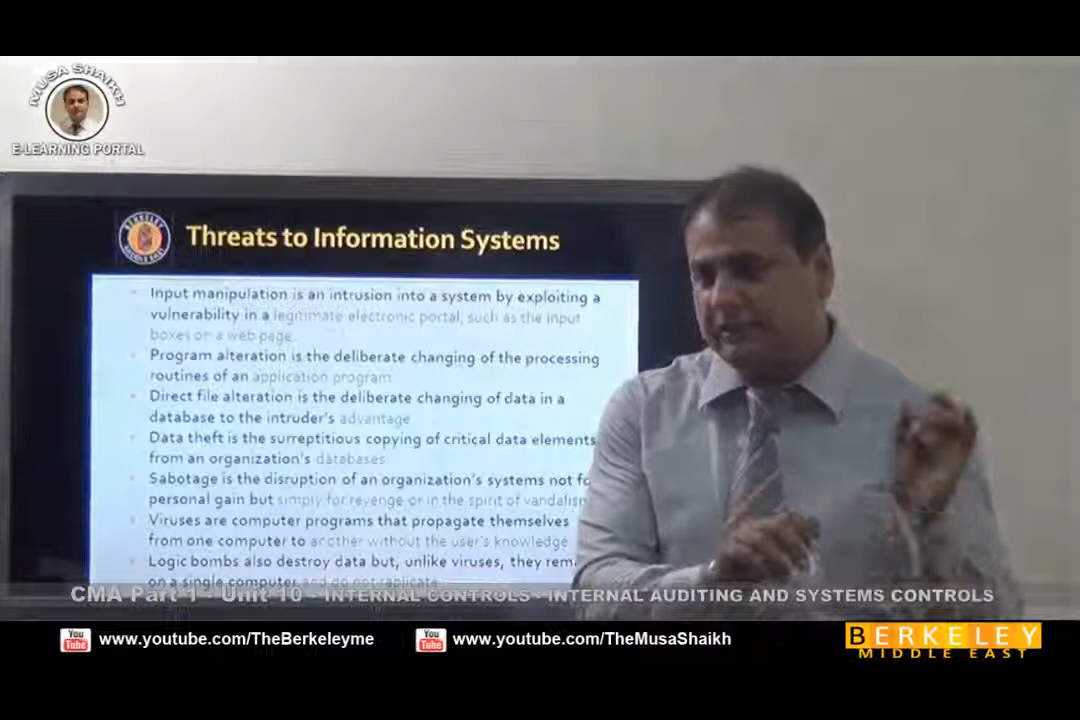 MUSA SHAIKH
E-LEARNING PORTAL
BERKELEY
MIDDLE EAST
Threats to Information Systems
Input manipulation is an intrusion into a system by exploiting a
vulnerability in a legitimate electronic portal, such as the input
boxes on a web page.
Program alteration is the deliberate changing of the processing
routines of an application program
Direct file alteration is the deliberate changing of data in a
database to the intruder's advantage
Data theft is the surreptitious copying of critical data elements
from an organization's databases
Sabotage is the disruption of an organization's systems not fo
personal gain but simply for revenge or in the spirit of vandalism
Viruses are computer programs that propagate themselves
from one computer to another without the user's knowledge
Logic bombs also destroy data but, unlike viruses, they rem
on a single computer and do not replicate
CMA Part 1 - Unit 10 - INTERNAL CONTROLS - INTERNAL AUDITING AND SYSTEMS CONTROLS
You Tube www.youtube.com/TheBerkeleyme
You Tube www.youtube.com/TheMusaShaikh
BERKELEY
MIDDLE EAST